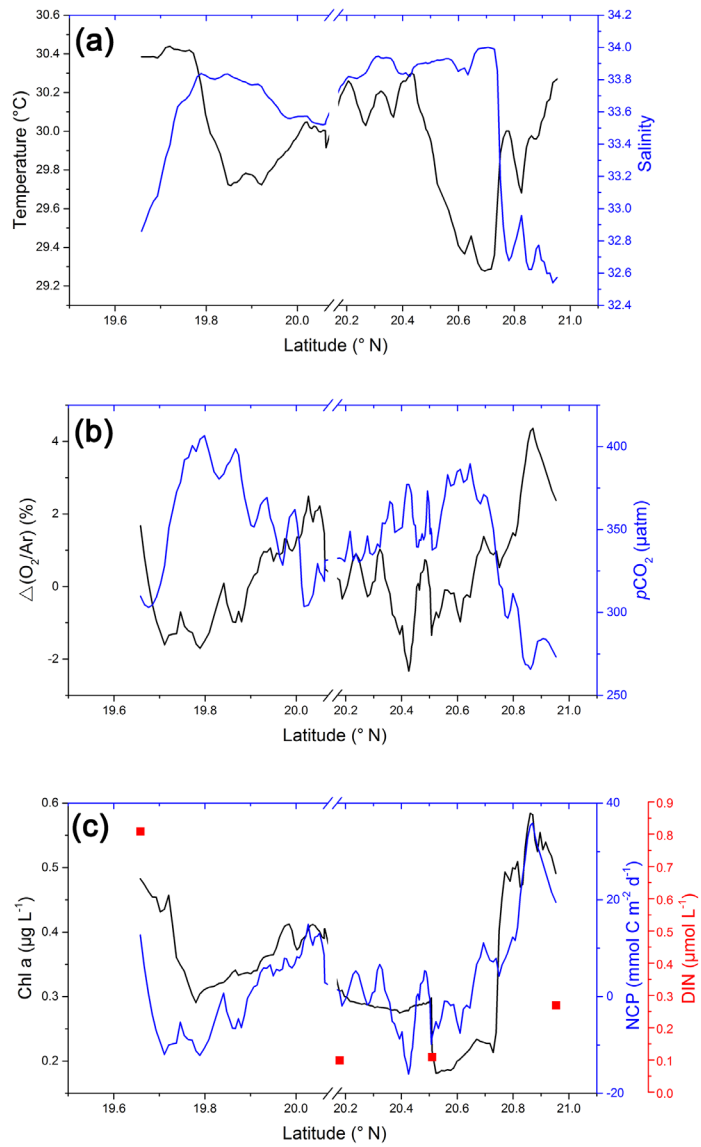 (a)
30.6
30.4
30.2
30.0
29.8
29.6
29.4
29.2
Temperature (°C)
34.2
34.0
33.8
33.6
33.4
33.2
33.0
32.8
32.6
32.4
Salinity
19.6 19.8 20.0 20.2 20.4 20.6 20.8 21.0
Latitude (° N)
(b)
4
2
0
-2
△(O₂/Ar) (%)
400
350
300
250
pCO₂ (µatm)
19.6 19.8 20.0 20.2 20.4 20.6 20.8 21.0
Latitude (° N)
(c)
0.6
0.5
0.4
0.3
0.2
Chl a (µg L⁻¹)
40
20
0
-20
NCP (mmol C m⁻² d⁻¹)
0.9
0.8
0.7
0.6
0.5
0.4
0.3
0.2
0.1
0.0
DIN (µmol L⁻¹)
19.6 19.8 20.0 20.2 20.4 20.6 20.8 21.0
Latitude (° N)